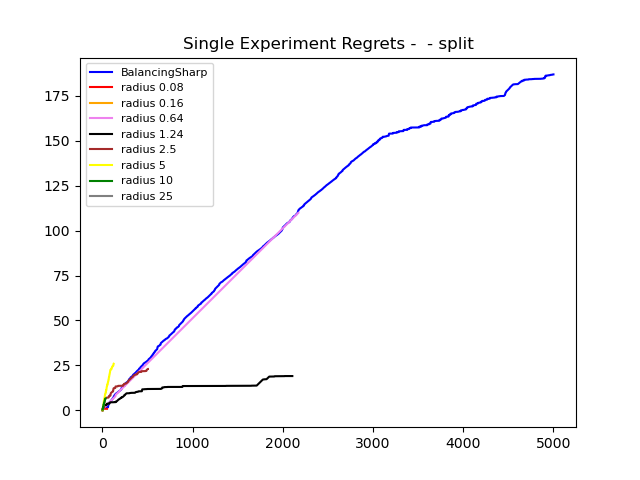 Single Experiment Regrets -  - split
BalancingSharp
radius 0.08
radius 0.16
radius 0.64
radius 1.24
radius 2.5
radius 5
radius 10
radius 25
175
150
125
100
75
50
25
0
0 1000 2000 3000 4000 5000